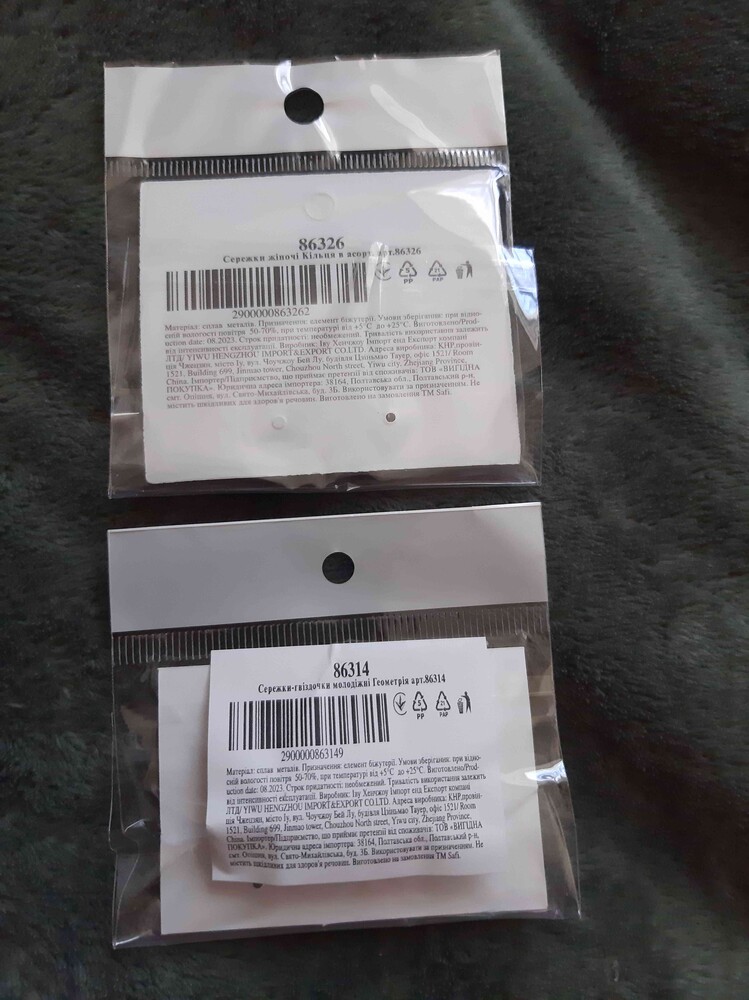 86326
Сережки жіночі Кільця в асорт. арт.86326
5
PP
21
PAP
2900000863262
Матеріал: сплав металів. Призначення: елемент біжутерії. Умови зберігання: при відно-
сній вологості повітря 50-70%, при температурі від +5°С до +25°С. Виготовлено/Prod-
uction date: 08.2023. Строк придатності: необмежений. Тривалість використання залежить
від інтенсивності експлуатації. Виробник: Іву Хенгжоу Імпорт енд Експорт компані
ЛТД/ YIWU HENGZHOU IMPORT&EXPORT CO.LTD. Адреса виробника: КНР,провін-
ція Чжецзян, місто Іу, вул. Чоучжоу Бей Лу, будівля Цзіньмао Тауер, офіс 1521/ Room
1521, Building 699, Jinmao tower, Chouzhou North street, Yiwu city, Zhejiang Province,
China. Імпортер/Підприємство, що приймає претензії від споживачів: ТОВ «ВИГІДНА
ПОКУПКА». Юридична адреса імпортера: 38164, Полтавська обл., Полтавський р-н,
смт. Опішня, вул. Свято-Михайлівська, буд. 3Б. Використовувати за призначенням. Не
містить шкідливих для здоров'я речовин. Виготовлено на замовлення ТМ Safi.
86314
Сережки-гвіздочки молодіжні Геометрія арт.86314
5
PP
21
PAP
2900000863149
Матеріал: сплав металів. Призначення: елемент біжутерії. Умови зберігання: при відно-
сній вологості повітря 50-70%, при температурі від +5°С до +25°С. Виготовлено/Prod-
uction date: 08.2023. Строк придатності: необмежений. Тривалість використання залежить
від інтенсивності експлуатації. Виробник: Іву Хенгжоу Імпорт енд Експорт компані
ЛТД/ YIWU HENGZHOU IMPORT&EXPORT CO.LTD. Адреса виробника: КНР,провін-
ція Чжецзян, місто Іу, вул. Чоучжоу Бей Лу, будівля Цзіньмао Тауер, офіс 1521/ Room
1521, Building 699, Jinmao tower, Chouzhou North street, Yiwu city, Zhejiang Province,
China. Імпортер/Підприємство, що приймає претензії від споживачів: ТОВ «ВИГІДНА
ПОКУПКА». Юридична адреса імпортера: 38164, Полтавська обл., Полтавський р-н,
смт. Опішня, вул. Свято-Михайлівська, буд. 3Б. Використовувати за призначенням. Не
містить шкідливих для здоров'я речовин. Виготовлено на замовлення ТМ Safi.